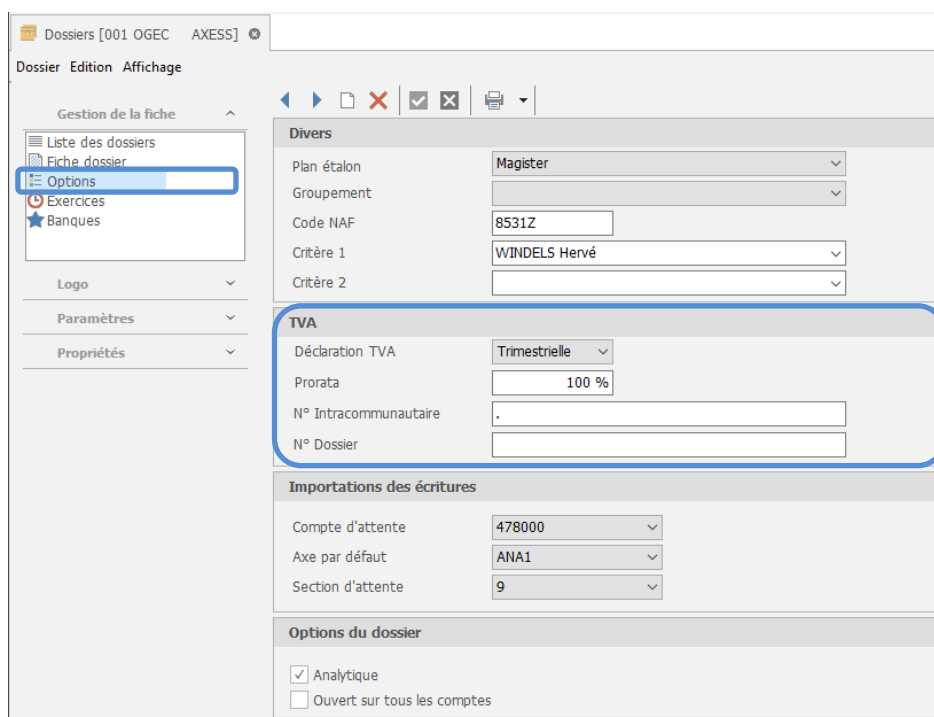 Dossiers [001 OGEC AXESS]
Dossier Edition Affichage
Gestion de la fiche
Liste des dossiers
Fiche dossier
Options
Exercices
Banques
Logo
Paramètres
Propriétés
Divers
Plan étalon Magister
Groupement
Code NAF 8531Z
Critère 1 WINDELS Hervé
Critère 2
TVA
Déclaration TVA Trimestrielle
Prorata 100 %
N° Intracommunautaire .
N° Dossier
Importations des écritures
Compte d'attente 478000
Axe par défaut ANA1
Section d'attente 9
Options du dossier
Analytique
Ouvert sur tous les comptes